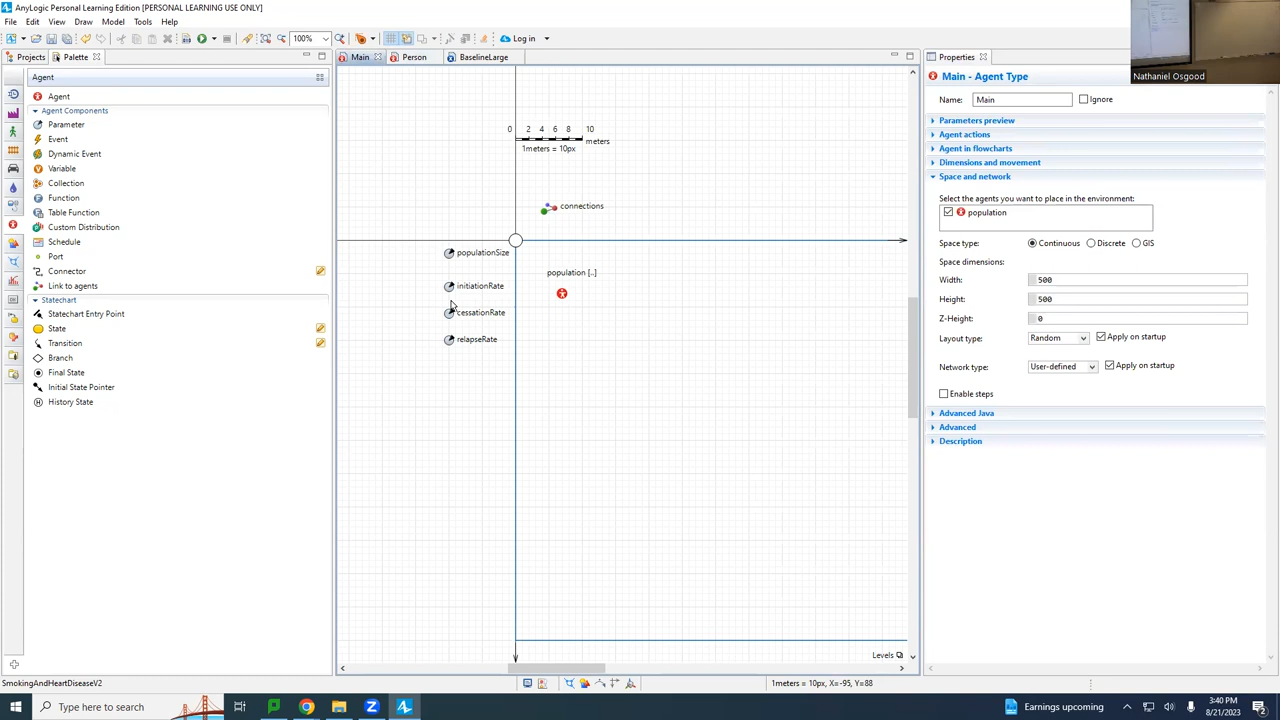 AnyLogic Personal Learning Edition [PERSONAL LEARNING USE ONLY]
File Edit View Draw Model Tools Help
100% Log in
Projects Palette
Main Person BaselineLarge
Properties
Nathaniel Osgood
Agent
Agent
Agent Components
Parameter
Event
Dynamic Event
Variable
Collection
Function
Table Function
Custom Distribution
Schedule
Port
Connector
Link to agents
Statechart
Statechart Entry Point
State
Transition
Branch
Final State
Initial State Pointer
History State
0 2 4 6 8 10
meters
1meters = 10px
connections
populationSize
population [..]
initiationRate
cessationRate
relapseRate
Levels
Main - Agent Type
Name: Main Ignore
Parameters preview
Agent actions
Agent in flowcharts
Dimensions and movement
Space and network
Select the agents you want to place in the environment:
population
Space type: Continuous Discrete GIS
Space dimensions:
Width: 500
Height: 500
Z-Height: 0
Layout type: Random Apply on startup
Network type: User-defined Apply on startup
Enable steps
Advanced Java
Advanced
Description
SmokingAndHeartDiseaseV2
1meters = 10px, X=-95, Y=88
Type here to search
Earnings upcoming
3:40 PM
8/21/2023
2